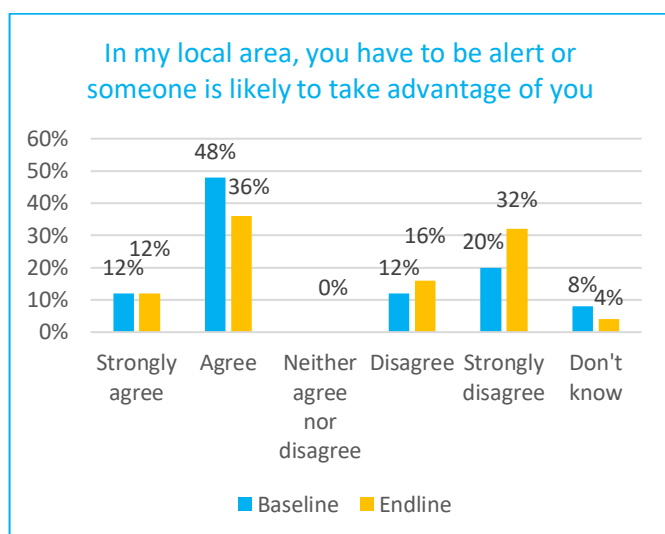 In my local area, you have to be alert or
someone is likely to take advantage of you
60%
50%
40%
30%
20%
10%
0%
12%
12%
48%
36%
0%
12%
16%
20%
32%
8%
4%
Strongly
agree
Agree
Neither
agree
nor
disagree
Disagree
Strongly
disagree
Don't
know
Baseline
Endline